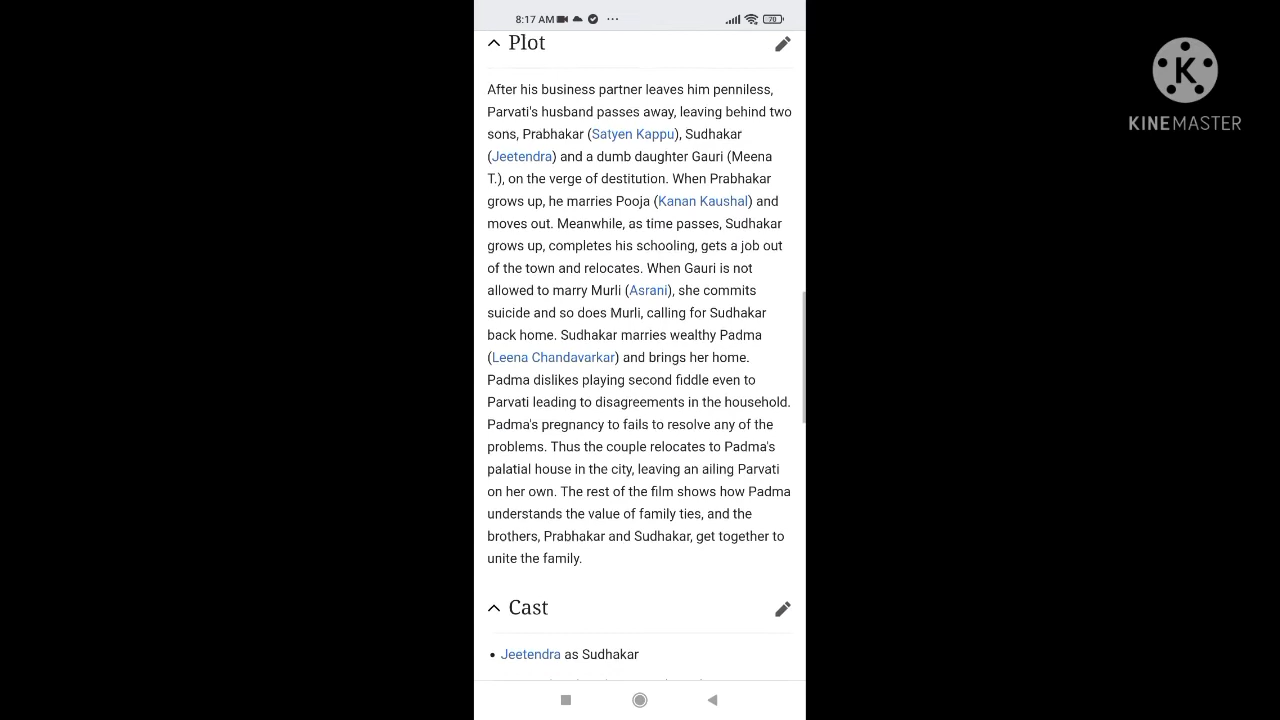 8:17 AM
70
Plot
After his business partner leaves him penniless,
Parvati's husband passes away, leaving behind two
sons, Prabhakar (Satyen Kappu), Sudhakar
(Jeetendra) and a dumb daughter Gauri (Meena
T.), on the verge of destitution. When Prabhakar
grows up, he marries Pooja (Kanan Kaushal) and
moves out. Meanwhile, as time passes, Sudhakar
grows up, completes his schooling, gets a job out
of the town and relocates. When Gauri is not
allowed to marry Murli (Asrani), she commits
suicide and so does Murli, calling for Sudhakar
back home. Sudhakar marries wealthy Padma
(Leena Chandavarkar) and brings her home.
Padma dislikes playing second fiddle even to
Parvati leading to disagreements in the household.
Padma's pregnancy to fails to resolve any of the
problems. Thus the couple relocates to Padma's
palatial house in the city, leaving an ailing Parvati
on her own. The rest of the film shows how Padma
understands the value of family ties, and the
brothers, Prabhakar and Sudhakar, get together to
unite the family.
Cast
• Jeetendra as Sudhakar
K
KINEMASTER